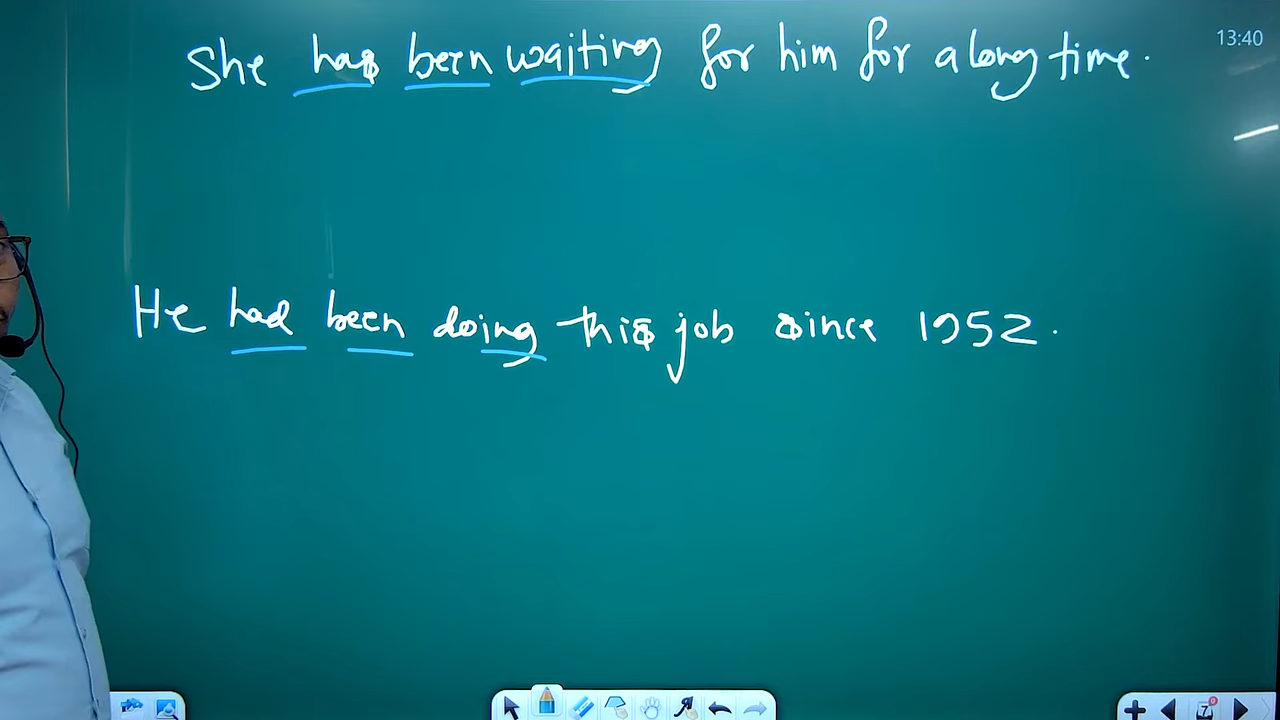 13:40
She has been waiting for him for a long time.
He had been doing this job since 1952.
7